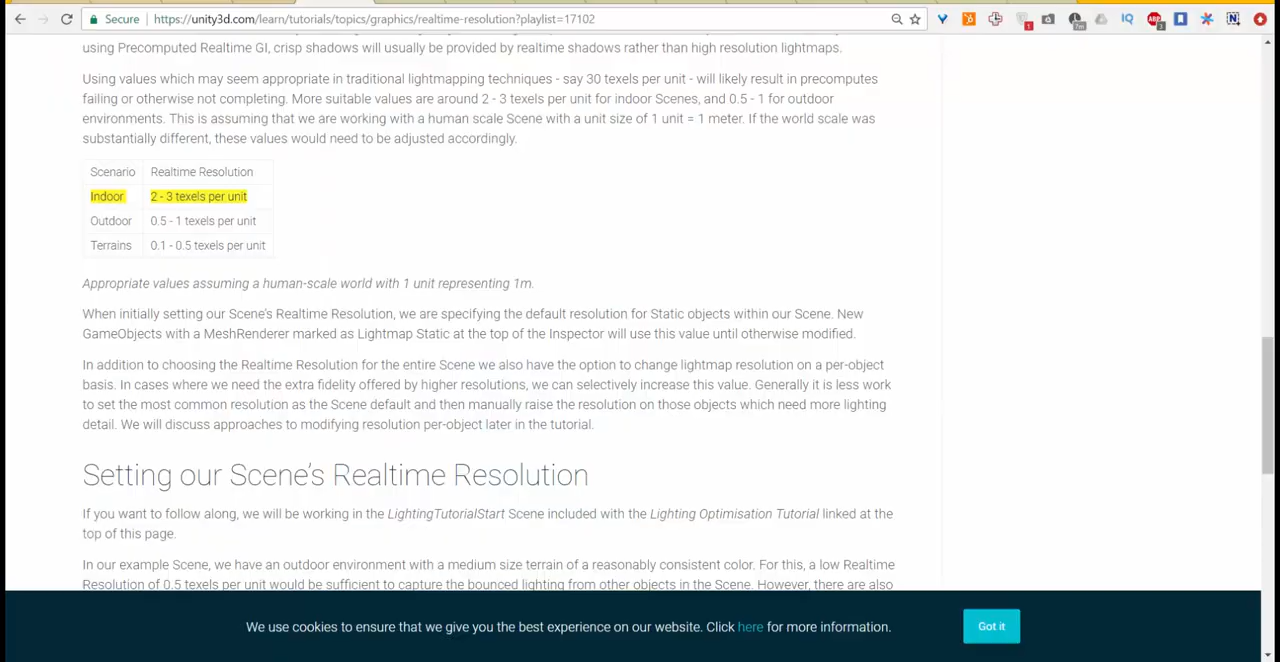 Secure https://unity3d.com/learn/tutorials/topics/graphics/realtime-resolution?playlist=17102
using Precomputed Realtime GI, crisp shadows will usually be provided by realtime shadows rather than high resolution lightmaps.
Using values which may seem appropriate in traditional lightmapping techniques - say 30 texels per unit - will likely result in precomputes
failing or otherwise not completing. More suitable values are around 2 - 3 texels per unit for indoor Scenes, and 0.5 - 1 for outdoor
environments. This is assuming that we are working with a human scale Scene with a unit size of 1 unit = 1 meter. If the world scale was
substantially different, these values would need to be adjusted accordingly.
Scenario Realtime Resolution
Indoor 2 - 3 texels per unit
Outdoor 0.5 - 1 texels per unit
Terrains 0.1 - 0.5 texels per unit
Appropriate values assuming a human-scale world with 1 unit representing 1m.
When initially setting our Scene's Realtime Resolution, we are specifying the default resolution for Static objects within our Scene. New
GameObjects with a MeshRenderer marked as Lightmap Static at the top of the Inspector will use this value until otherwise modified.
In addition to choosing the Realtime Resolution for the entire Scene we also have the option to change lightmap resolution on a per-object
basis. In cases where we need the extra fidelity offered by higher resolutions, we can selectively increase this value. Generally it is less work
to set the most common resolution as the Scene default and then manually raise the resolution on those objects which need more lighting
detail. We will discuss approaches to modifying resolution per-object later in the tutorial.
Setting our Scene's Realtime Resolution
If you want to follow along, we will be working in the LightingTutorialStart Scene included with the Lighting Optimisation Tutorial linked at the
top of this page.
In our example Scene, we have an outdoor environment with a medium size terrain of a reasonably consistent color. For this, a low Realtime
Resolution of 0.5 texels per unit would be sufficient to capture the bounced lighting from other objects in the Scene. However, there are also
We use cookies to ensure that we give you the best experience on our website. Click here for more information.
Got it